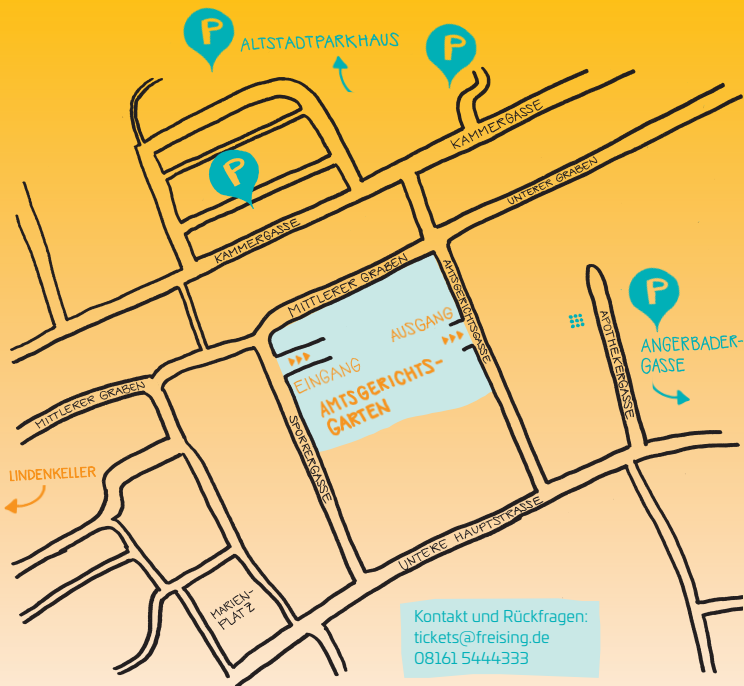 P
ALTSTADTPARKHAUS
P
KAMMERGASSE
P
UNTERER GRABEN
KAMMERGASSE
MITTLERER GRABEN
AMTSGERICHTSGASSE
P
AUSGANG
EINGANG
AMTSGERICHTS-
GARTEN
APOTHEKERGASSE
ANGERBADER-
GASSE
MITTLERER GRABEN
SPORRERGASSE
LINDENKELLER
UNTERE HAUPTSTRASSE
MARIEN-
PLATZ
Kontakt und Rückfragen:
tickets@freising.de
08161 5444333